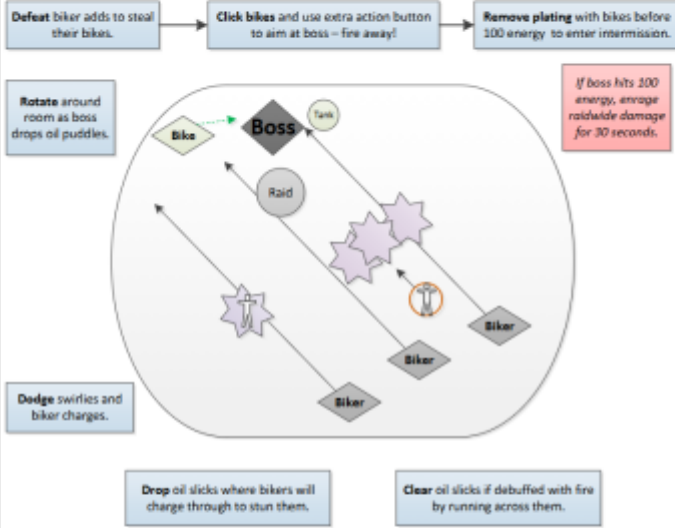 Defeat biker adds to steal
their bikes.
Click bikes and use extra action button
to aim at boss – fire away!
Remove plating with bikes before
100 energy to enter intermission.
If boss hits 100
energy, enrage
raidwide damage
for 30 seconds.
Rotate around
room as boss
drops oil puddles.
Bike
Boss
Tank
Raid
Biker
Biker
Biker
Dodge swirlies and
biker charges.
Drop oil slicks where bikers will
charge through to stun them.
Clear oil slicks if debuffed with fire
by running across them.